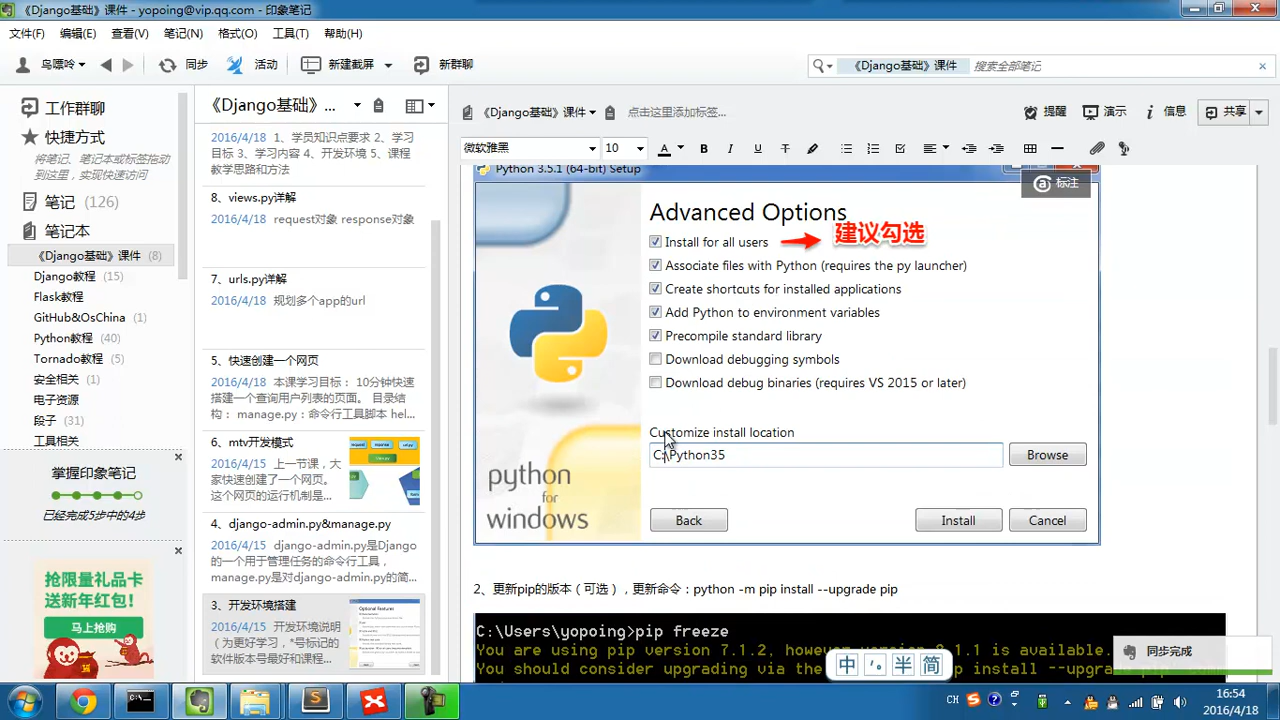 《Django基础》课件 - yopoing@vip.qq.com - 印象笔记
文件(F) 编辑(E) 查看(V) 笔记(N) 格式(O) 工具(T) 帮助(H)
鸟嘌呤 同步 活动 新建截屏 新群聊
《Django基础》课件 搜索全部笔记
工作群聊
快捷方式
将笔记、笔记本或标签拖动
到这里，实现快速访问
笔记 (126)
笔记本
《Django基础》课件 (8)
Django教程 (15)
Flask教程
GitHub&OsChina (1)
Python教程 (40)
Tornado教程 (5)
安全相关 (1)
电子资源
段子 (31)
工具相关
掌握印象笔记
已经完成5步中的4步
抢限量礼品卡
送新年红包!
马上抢购
《Django基础》...
2016/4/18 1、学员知识点要求 2、学习
目标 3、学习内容 4、开发环境 5、课程
教学思路和方法
8、views.py详解
2016/4/18 request对象 response对象
7、urls.py详解
2016/4/18 规划多个app的url
5、快速创建一个网页
2016/4/18 本课学习目标： 10分钟快速
搭建一个查询用户列表的页面。 目录结
构： manage.py：命令行工具脚本 hel...
6、mtv开发模式
2016/4/15 上一节课，大
家快速创建了一个网页。
这个网页的运行机制是...
4、django-admin.py&manage.py
2016/4/15 django-admin.py是Django
的一个用于管理任务的命令行工具，
manage.py是对django-admin.py的简...
3、开发环境搭建
2016/4/15 开发环境说明
（为更好学习，*号标记的
软件版本号最好和课程...
《Django基础》课件 点击这里添加标签...
提醒 演示 信息 共享
微软雅黑 10
Python 3.5.1 (64-bit) Setup
标注
Advanced Options
Install for all users 建议勾选
Associate files with Python (requires the py launcher)
Create shortcuts for installed applications
Add Python to environment variables
Precompile standard library
Download debugging symbols
Download debug binaries (requires VS 2015 or later)
Customize install location
C:\Python35 Browse
python
for
windows
Back Install Cancel
2、更新pip的版本（可选），更新命令：python -m pip install --upgrade pip
C:\Users\yopoing>pip freeze
You are using pip version 7.1.2, however version 8.1.1 is available.
You should consider upgrading via the
中 半 简
同步完成
CH
16:54
2016/4/18